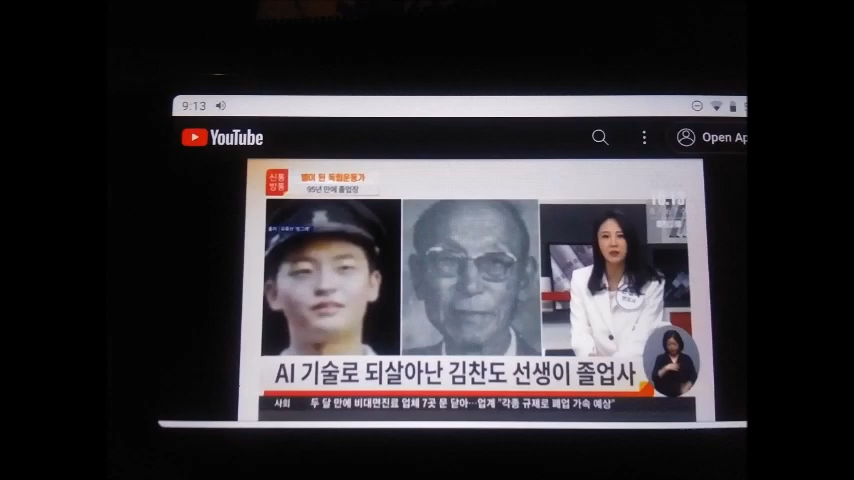 9:13
YouTube
Open Ap
신통
방통
별이 된 독립운동가
95년 만에 졸업장
AI 기술로 되살아난 김찬도 선생이 졸업사
사회 두 달 만에 비대면진료 업체 7곳 문 닫아…업계 "각종 규제로 폐업 가속 예상"